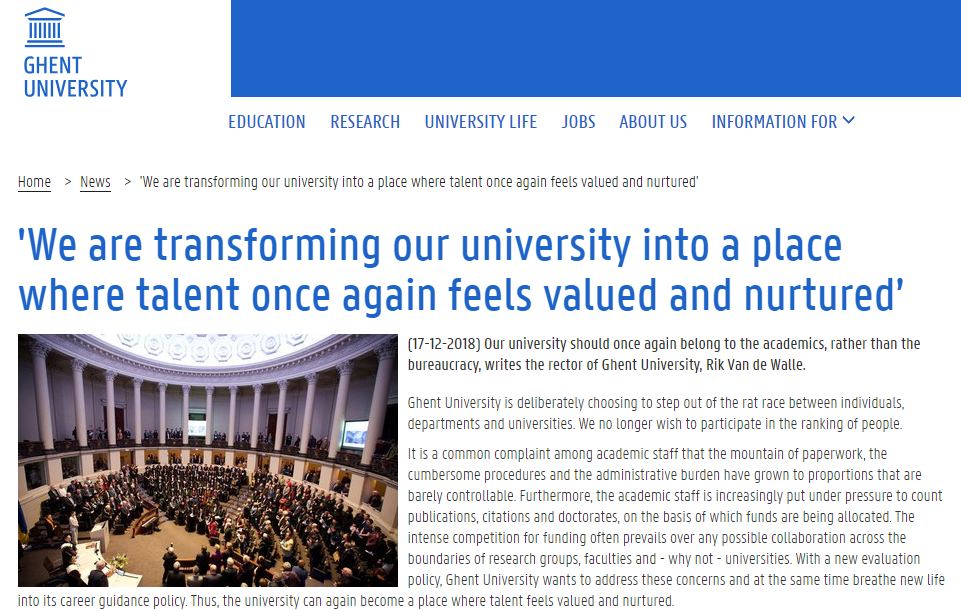 GHENT
UNIVERSITY
EDUCATION RESEARCH UNIVERSITY LIFE JOBS ABOUT US INFORMATION FOR
Home > News > 'We are transforming our university into a place where talent once again feels valued and nurtured’
'We are transforming our university into a place
where talent once again feels valued and nurtured’
(17-12-2018) Our university should once again belong to the academics, rather than the
bureaucracy, writes the rector of Ghent University, Rik Van de Walle.
Ghent University is deliberately choosing to step out of the rat race between individuals,
departments and universities. We no longer wish to participate in the ranking of people.
It is a common complaint among academic staff that the mountain of paperwork, the
cumbersome procedures and the administrative burden have grown to proportions that are
barely controllable. Furthermore, the academic staff is increasingly put under pressure to count
publications, citations and doctorates, on the basis of which funds are being allocated. The
intense competition for funding often prevails over any possible collaboration across the
boundaries of research groups, faculties and - why not - universities. With a new evaluation
policy, Ghent University wants to address these concerns and at the same time breathe new life
into its career guidance policy. Thus, the university can again become a place where talent feels valued and nurtured.